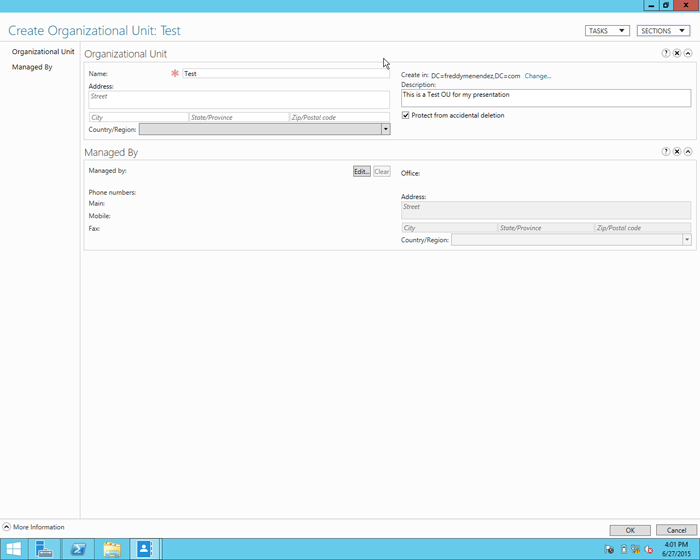 Create Organizational Unit: Test
TASKS
SECTIONS
Organizational Unit
Managed By
Organizational Unit
Name:
Test
Address:
Street
City
State/Province
Zip/Postal code
Country/Region:
Create in: DC=freddymenendez,DC=com Change...
Description:
This is a Test OU for my presentation
Protect from accidental deletion
Managed By
Managed by:
Edit...
Clear
Phone numbers:
Main:
Mobile:
Fax:
Office:
Address:
Street
City
State/Province
Zip/Postal code
Country/Region:
More Information
OK
Cancel
4:01 PM
6/27/2019